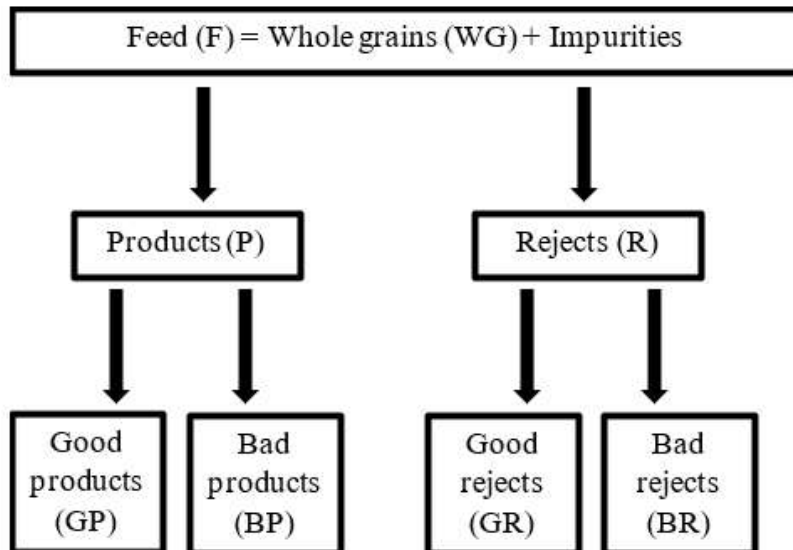 Feed (F) = Whole grains (WG) + Impurities
Products (P)
Rejects (R)
Good
products
(GP)
Bad
products
(BP)
Good
rejects
(GR)
Bad
rejects
(BR)